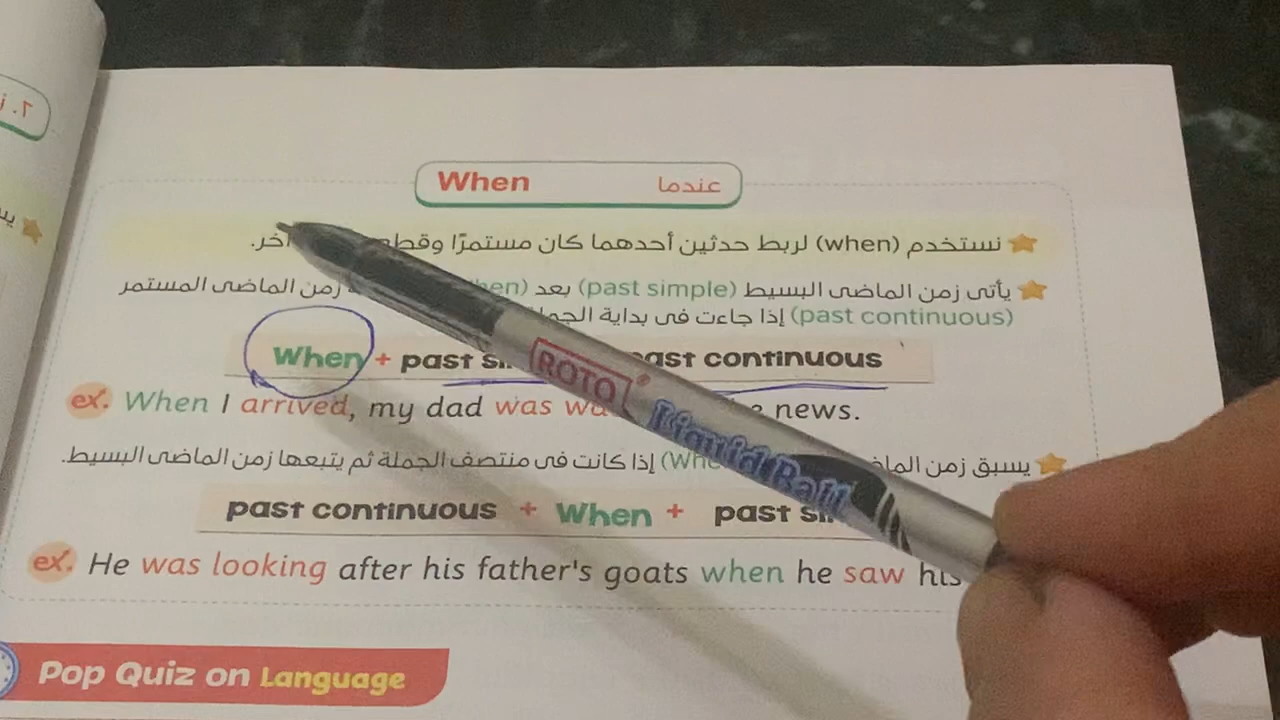 ٢. ز
When عندما
نستخدم (when) لربط حدثين أحدهما كان مستمرًا آخر.
يأتى زمن الماضى البسيط (past simple) بعد زمن الماضى المستمر
(past continuous) إذا جاءت فى بداية
When + past past continuous
ex. When I arrived, my dad was news.
يسبق زمن إذا كانت فى منتصف الجملة ثم يتبعها زمن الماضى البسيط.
past continuous + When + past
ex. He was looking after his father's goats when he saw his
Pop Quiz on Language
ROTO
Liquid Ball